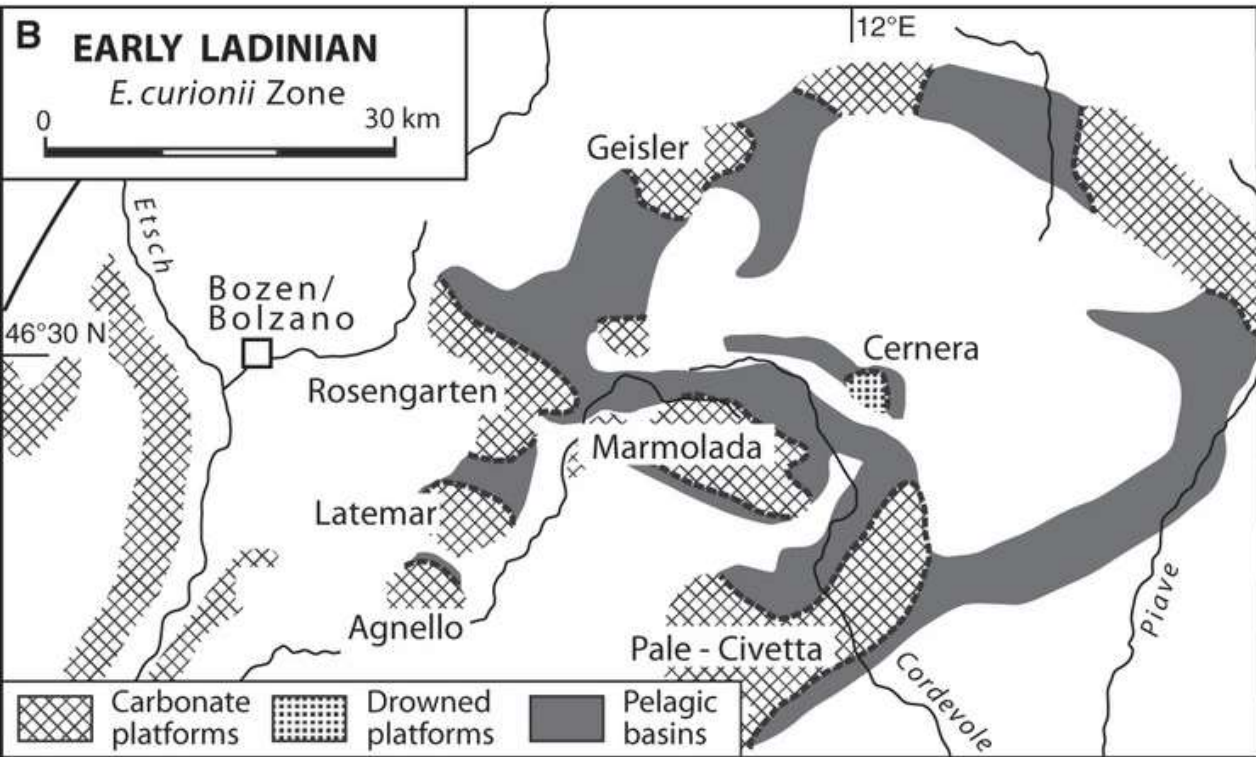 B
EARLY LADINIAN
E. curionii Zone
0
30 km
12°E
Geisler
Etsch
Bozen/
Bolzano
46°30 N
Cernera
Rosengarten
Marmolada
Latemar
Agnello
Pale - Civetta
Piave
Cordevole
Carbonate
platforms
Drowned
platforms
Pelagic
basins